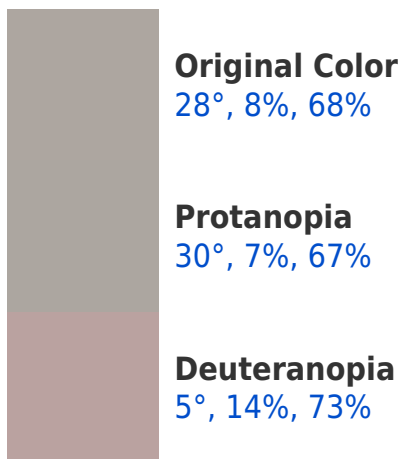 Original Color
28°, 8%, 68%
Protanopia
30°, 7%, 67%
Deuteranopia
5°, 14%, 73%